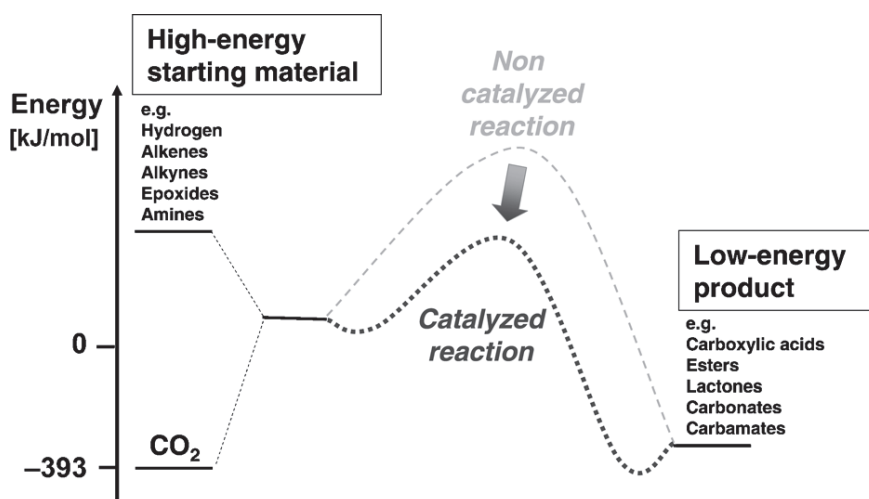 High-energy
starting material
Energy
[kJ/mol]
e.g.
Hydrogen
Alkenes
Alkynes
Epoxides
Amines
Non
catalyzed
reaction
Catalyzed
reaction
0
CO₂
–393
Low-energy
product
e.g.
Carboxylic acids
Esters
Lactones
Carbonates
Carbamates